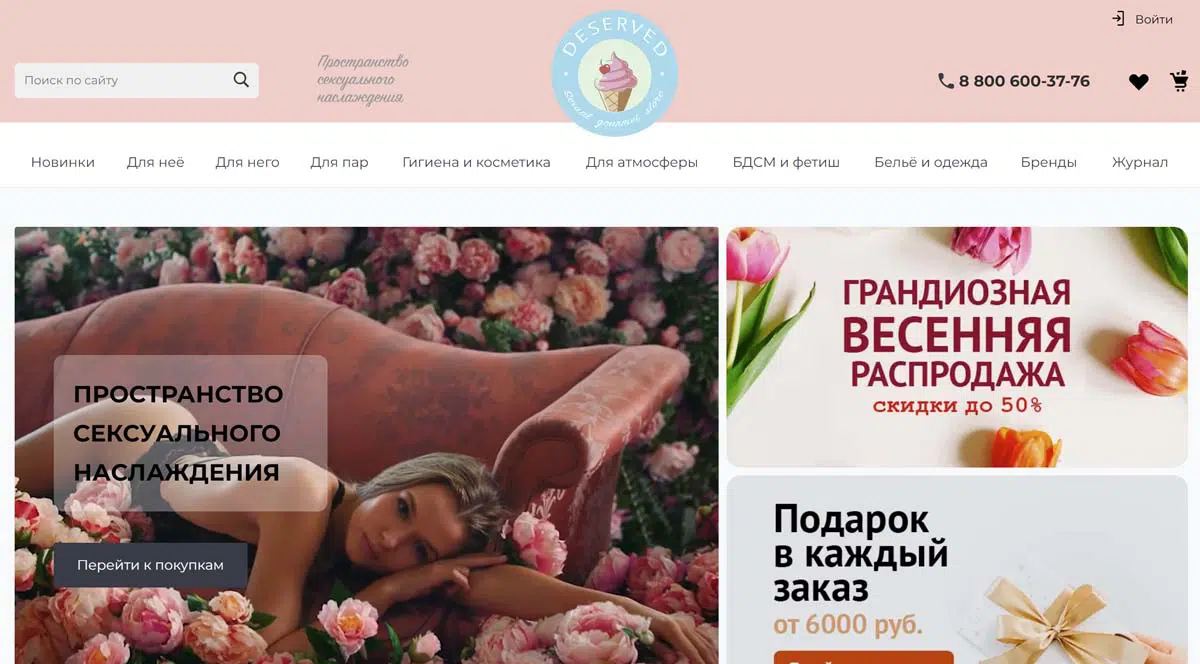 Войти
Поиск по сайту
Пространство
сексуального
наслаждения
DESERVED
sexual gourmet store
8 800 600-37-76
Новинки
Для неё
Для него
Для пар
Гигиена и косметика
Для атмосферы
БДСМ и фетиш
Бельё и одежда
Бренды
Журнал
ПРОСТРАНСТВО
СЕКСУАЛЬНОГО
НАСЛАЖДЕНИЯ
Перейти к покупкам
ГРАНДИОЗНАЯ
ВЕСЕННЯЯ
РАСПРОДАЖА
скидки до 50%
Подарок
в каждый
заказ
от 6000 руб.